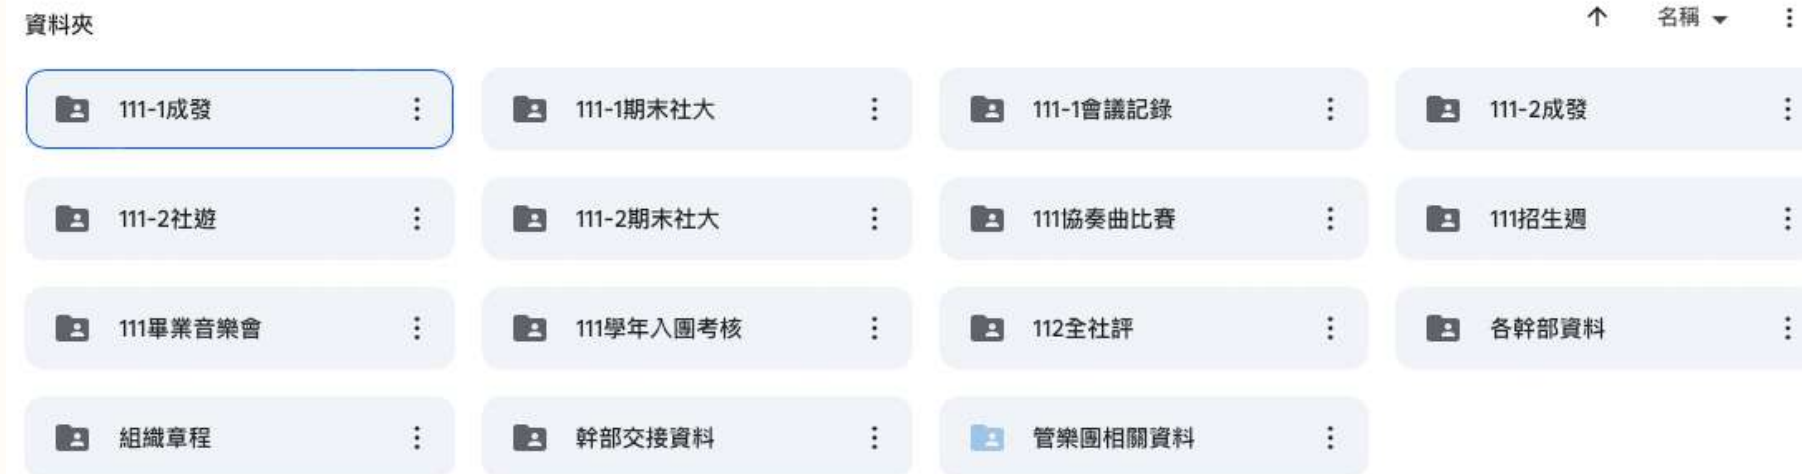 資料夾
名稱
111-1成發
111-1期末社大
111-1會議記錄
111-2成發
111-2社遊
111-2期末社大
111協奏曲比賽
111招生週
111畢業音樂會
111學年入團考核
112全社評
各幹部資料
組織章程
幹部交接資料
管樂團相關資料